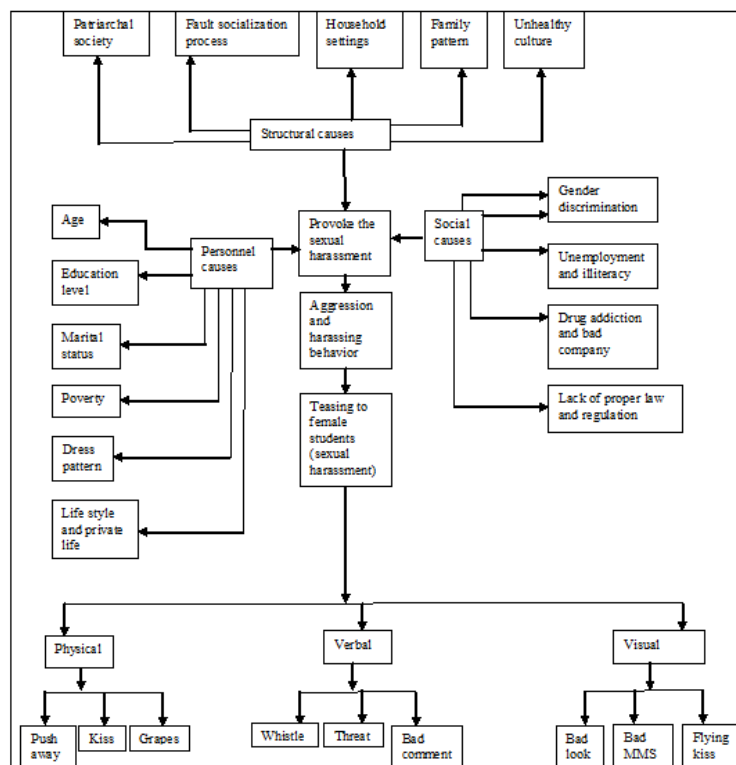 Patriarchal
society
Fault socialization
process
Household
settings
Family
pattern
Unhealthy
culture
Structural causes
Age
Education
level
Marital
status
Poverty
Dress
pattern
Life style
and private
life
Personnel
causes
Provoke the
sexual
harassment
Social
causes
Gender
discrimination
Unemployment
and illiteracy
Drug addiction
and bad
company
Lack of proper law
and regulation
Aggression
and
harassing
behavior
Teasing to
female
students
(sexual
harassment)
Physical
Verbal
Visual
Push
away
Kiss
Grapes
Whistle
Threat
Bad
comment
Bad
look
Bad
MMS
Flying
kiss